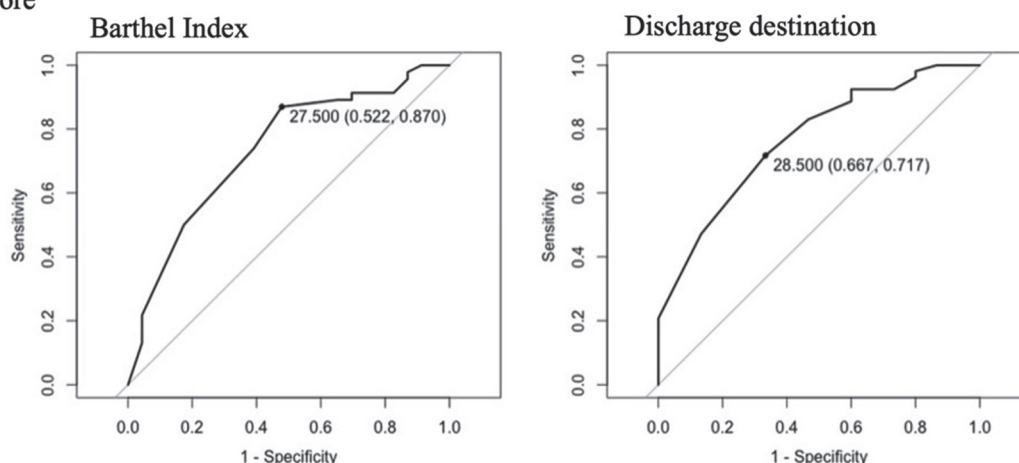 ore
Barthel Index
Sensitivity
0.0 0.2 0.4 0.6 0.8 1.0
27.500 (0.522, 0.870)
0.0 0.2 0.4 0.6 0.8 1.0
1 - Specificity
Discharge destination
Sensitivity
0.0 0.2 0.4 0.6 0.8 1.0
28.500 (0.667, 0.717)
0.0 0.2 0.4 0.6 0.8 1.0
1 - Specificity